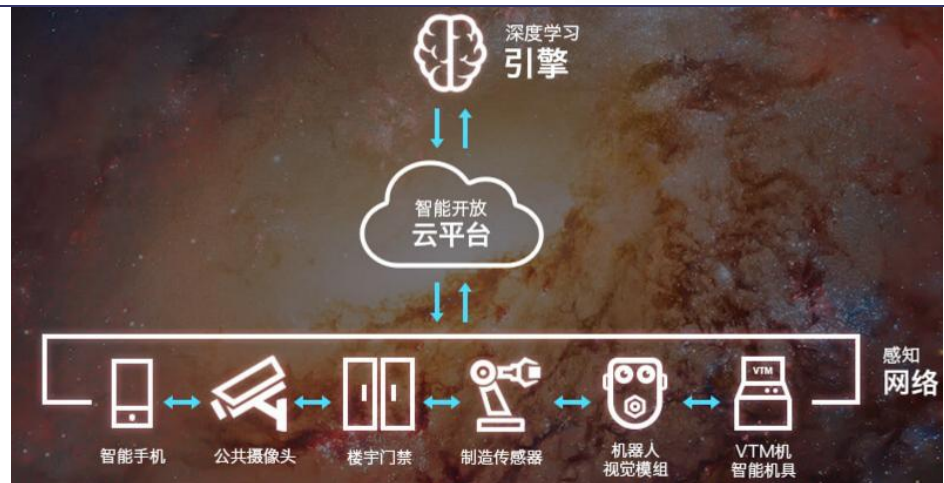 深度学习
引擎
智能开放
云平台
感知
网络
VTM
智能手机
公共摄像头
楼宇门禁
制造传感器
机器人
视觉模组
VTM机
智能机具